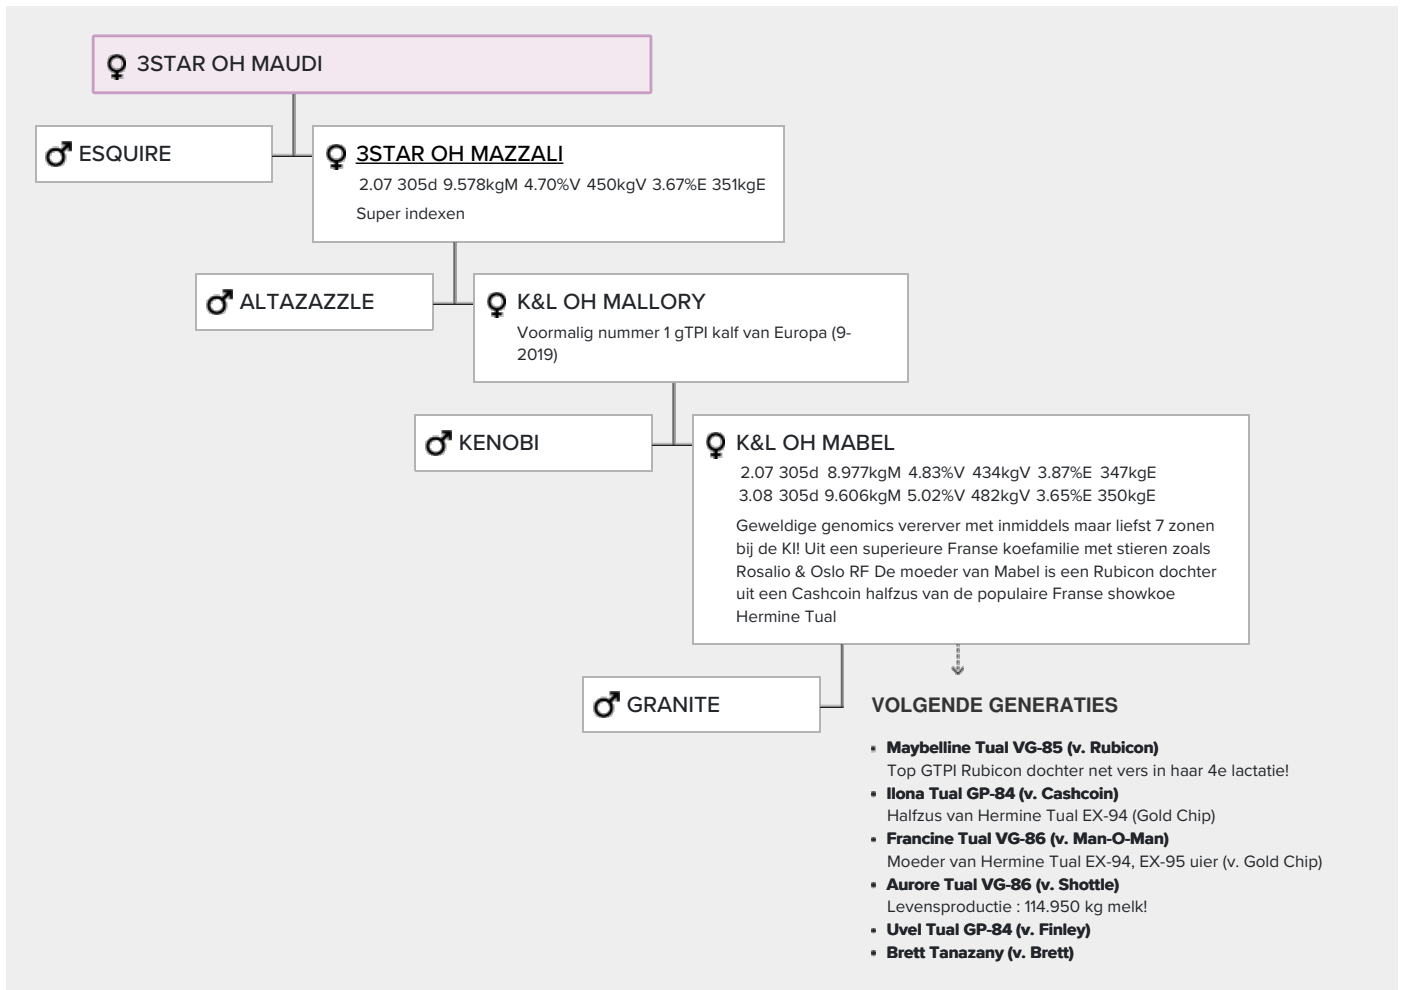 3STAR OH MAUDI
ESQUIRE
3STAR OH MAZZALI
2.07 305d 9.578kgM 4.70%V 450kgV 3.67%E 351kgE
Super indexen
ALTAZAZZLE
K&L OH MALLORY
Voormalig nummer 1 gTPI kalf van Europa (9-
2019)
KENOBI
K&L OH MABEL
2.07 305d 8.977kgM 4.83%V 434kgV 3.87%E 347kgE
3.08 305d 9.606kgM 5.02%V 482kgV 3.65%E 350kgE
Geweldige genomics vererver met inmiddels maar liefst 7 zonen
bij de KI! Uit een superieure Franse koefamilie met stieren zoals
Rosalio & Oslo RF De moeder van Mabel is een Rubicon dochter
uit een Cashcoin halfzus van de populaire Franse showkoe
Hermine Tual
GRANITE
VOLGENDE GENERATIES
Maybelline Tual VG-85 (v. Rubicon)
Top GTPI Rubicon dochter net vers in haar 4e lactatie!
Ilona Tual GP-84 (v. Cashcoin)
Halfzus van Hermine Tual EX-94 (Gold Chip)
Francine Tual VG-86 (v. Man-O-Man)
Moeder van Hermine Tual EX-94, EX-95 uier (v. Gold Chip)
Aurore Tual VG-86 (v. Shottle)
Levensproductie : 114.950 kg melk!
Uvel Tual GP-84 (v. Finley)
Brett Tanazany (v. Brett)